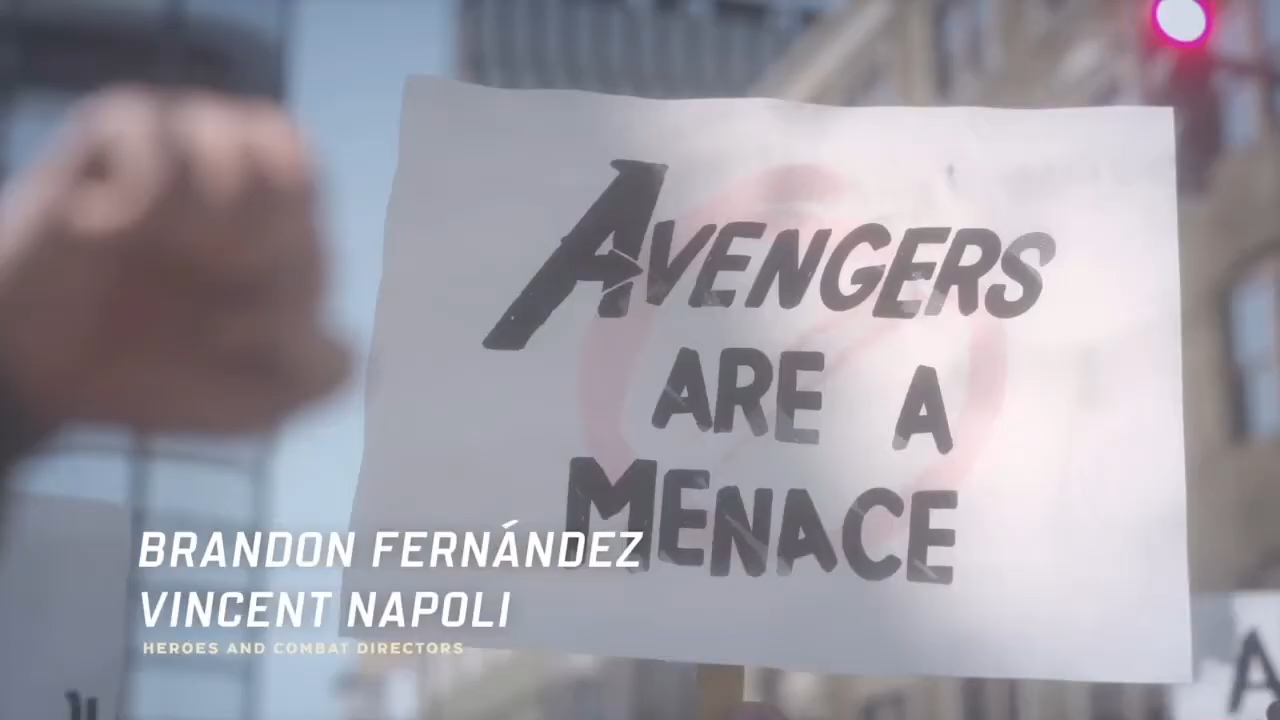 AVENGERS
ARE A
MENACE
BRANDON FERNÁNDEZ
VINCENT NAPOLI
HEROES AND COMBAT DIRECTORS